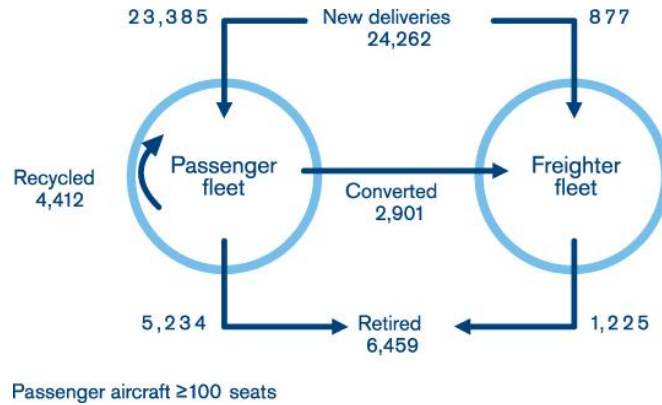 23,385
New deliveries
24,262
877
Recycled
4,412
Passenger
fleet
Converted
2,901
Freighter
fleet
5,234
Retired
6,459
1,225
Passenger aircraft ≥100 seats